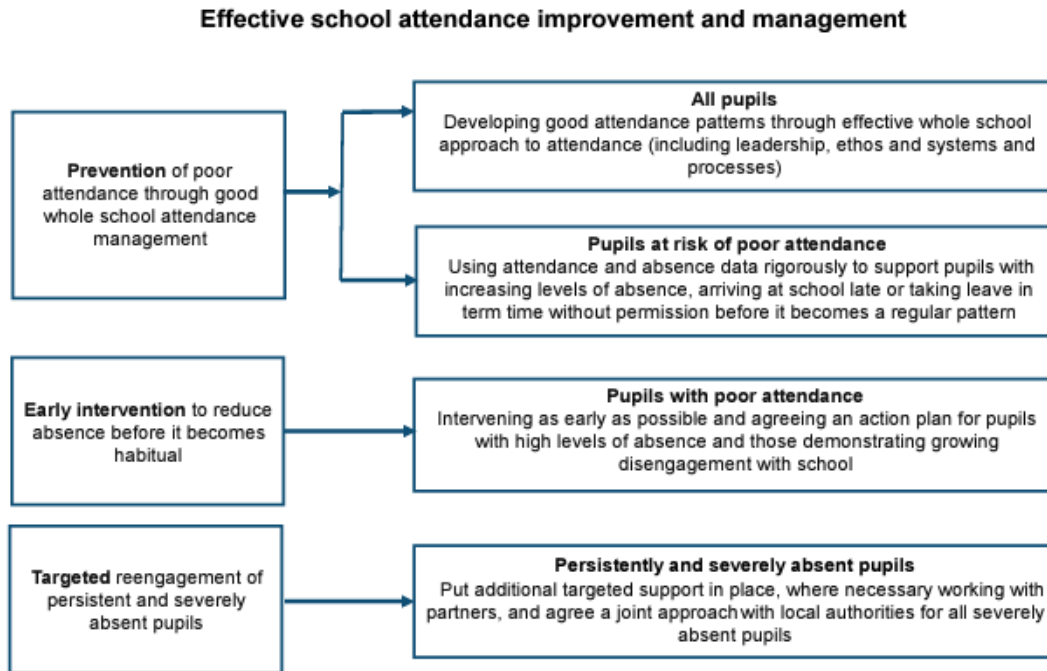 Effective school attendance improvement and management
Prevention of poor
attendance through good
whole school attendance
management
All pupils
Developing good attendance patterns through effective whole school
approach to attendance (including leadership, ethos and systems and
processes)
Pupils at risk of poor attendance
Using attendance and absence data rigorously to support pupils with
increasing levels of absence, arriving at school late or taking leave in
term time without permission before it becomes a regular pattern
Early intervention to reduce
absence before it becomes
habitual
Pupils with poor attendance
Intervening as early as possible and agreeing an action plan for pupils
with high levels of absence and those demonstrating growing
disengagement with school
Targeted reengagement of
persistent and severely
absent pupils
Persistently and severely absent pupils
Put additional targeted support in place, where necessary working with
partners, and agree a joint approach with local authorities for all severely
absent pupils